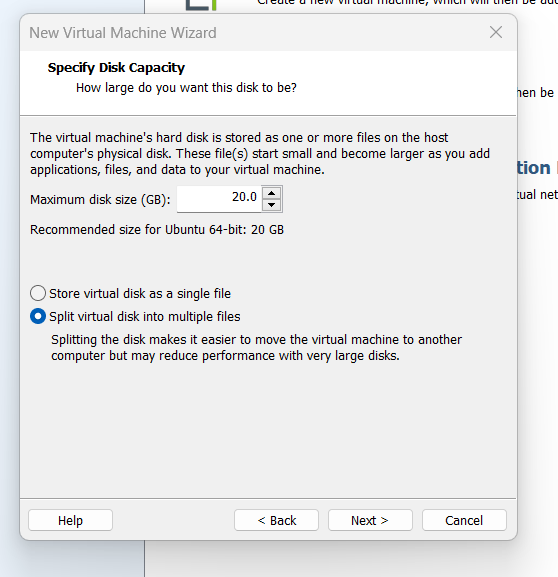 Create a new virtual machine, which will then be
New Virtual Machine Wizard
Specify Disk Capacity
How large do you want this disk to be?
hen be
The virtual machine's hard disk is stored as one or more files on the host
computer's physical disk. These file(s) start small and become larger as you add
applications, files, and data to your virtual machine.
tion
Maximum disk size (GB): 20.0
tual net
Recommended size for Ubuntu 64-bit: 20 GB
Store virtual disk as a single file
Split virtual disk into multiple files
Splitting the disk makes it easier to move the virtual machine to another
computer but may reduce performance with very large disks.
Help
< Back
Next >
Cancel